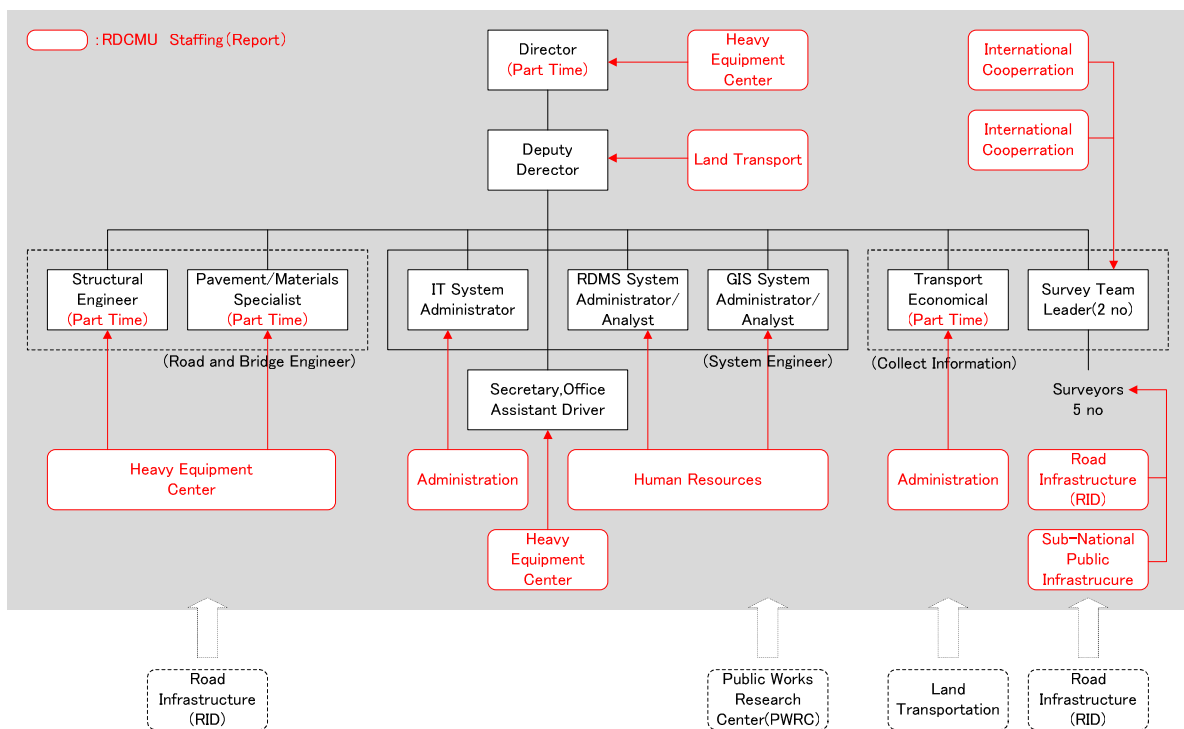 :RDCMU Staffing(Report)
Director
(Part Time)
Heavy
Equipment
Center
International
Cooperration
International
Cooperration
Deputy
Derector
Land Transport
Structural
Engineer
(Part Time)
Pavement/Materials
Specialist
(Part Time)
IT System
Administrator
RDMS System
Administrator/
Analyst
GIS System
Administrator/
Analyst
Transport
Economical
(Part Time)
Survey Team
Leader(2 no)
(Road and Bridge Engineer)
(System Engineer)
(Collect Information)
Secretary,Office
Assistant Driver
Surveyors
5 no
Heavy Equipment
Center
Administration
Human Resources
Administration
Road
Infrastructure
(RID)
Heavy
Equipment
Center
Sub-National
Public
Infrastrucure
Road
Infrastructure
(RID)
Public Works
Research
Center(PWRC)
Land
Transportation
Road
Infrastructure
(RID)